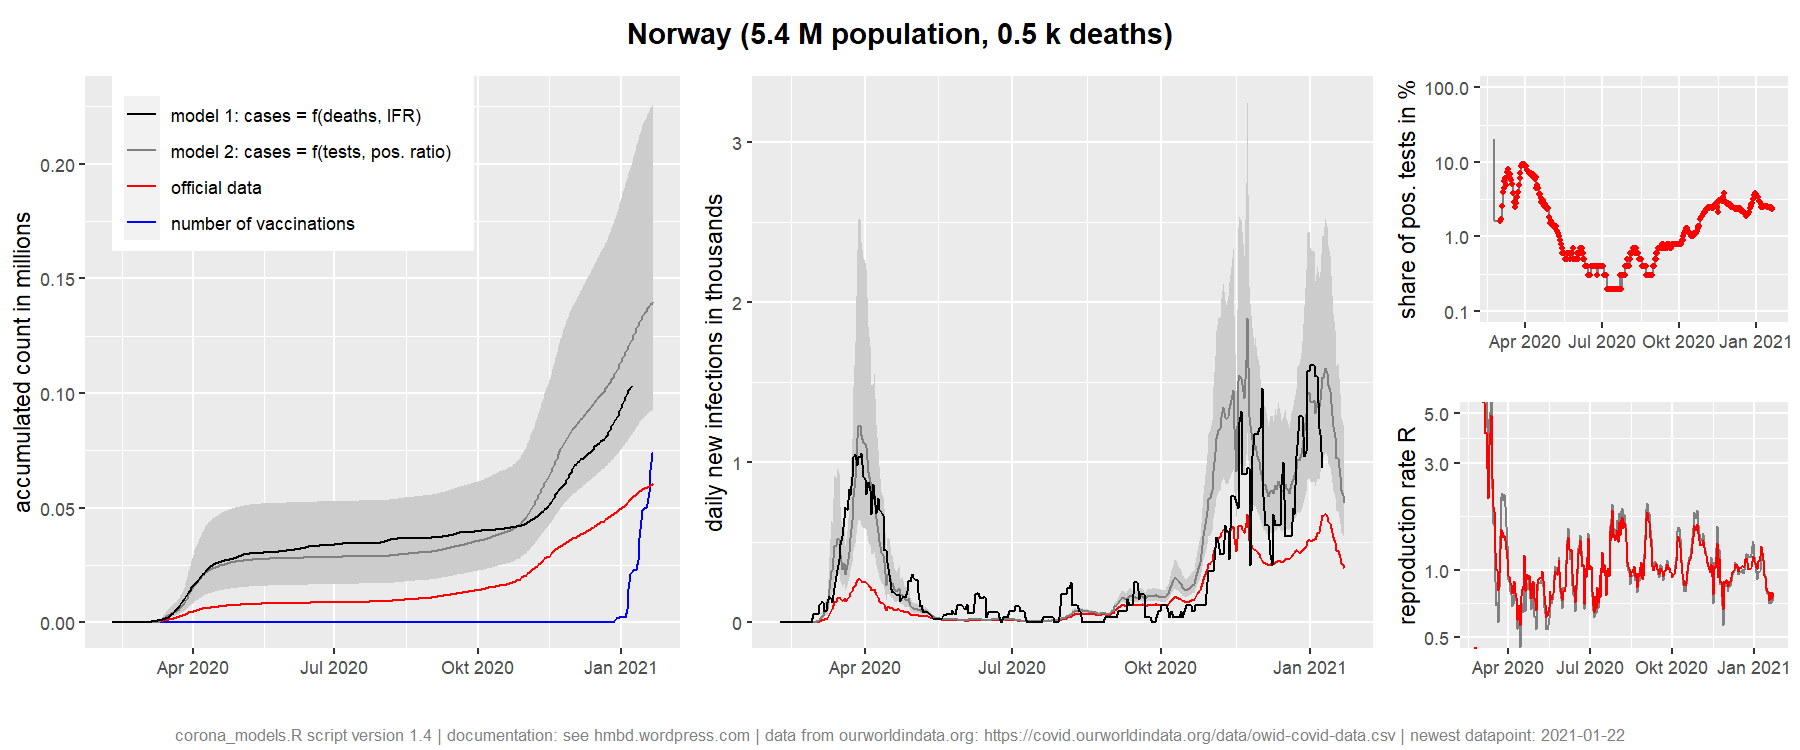 Norway (5.4 M population, 0.5 k deaths)
accumulated count in millions
0.20
0.15
0.10
0.05
0.00
model 1: cases = f(deaths, IFR)
model 2: cases = f(tests, pos. ratio)
official data
number of vaccinations
Apr 2020 Jul 2020 Okt 2020 Jan 2021
daily new infections in thousands
3
2
1
0
Apr 2020 Jul 2020 Okt 2020 Jan 2021
share of pos. tests in %
100.0
10.0
1.0
0.1
Apr 2020 Jul 2020 Okt 2020 Jan 2021
reproduction rate R
5.0
3.0
1.0
0.5
Apr 2020 Jul 2020 Okt 2020 Jan 2021
corona_models.R script version 1.4 | documentation: see hmbd.wordpress.com | data from ourworldindata.org: https://covid.ourworldindata.org/data/owid-covid-data.csv | newest datapoint: 2021-01-22